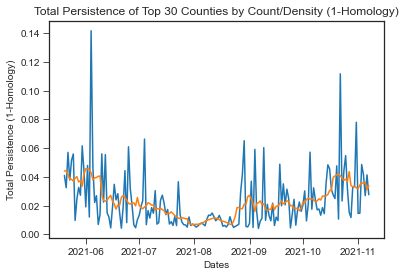 Total Persistence of Top 30 Counties by Count/Density (1-Homology)
Total Persistence (1-Homology)
0.14
0.12
0.10
0.08
0.06
0.04
0.02
0.00
2021-06 2021-07 2021-08 2021-09 2021-10 2021-11
Dates